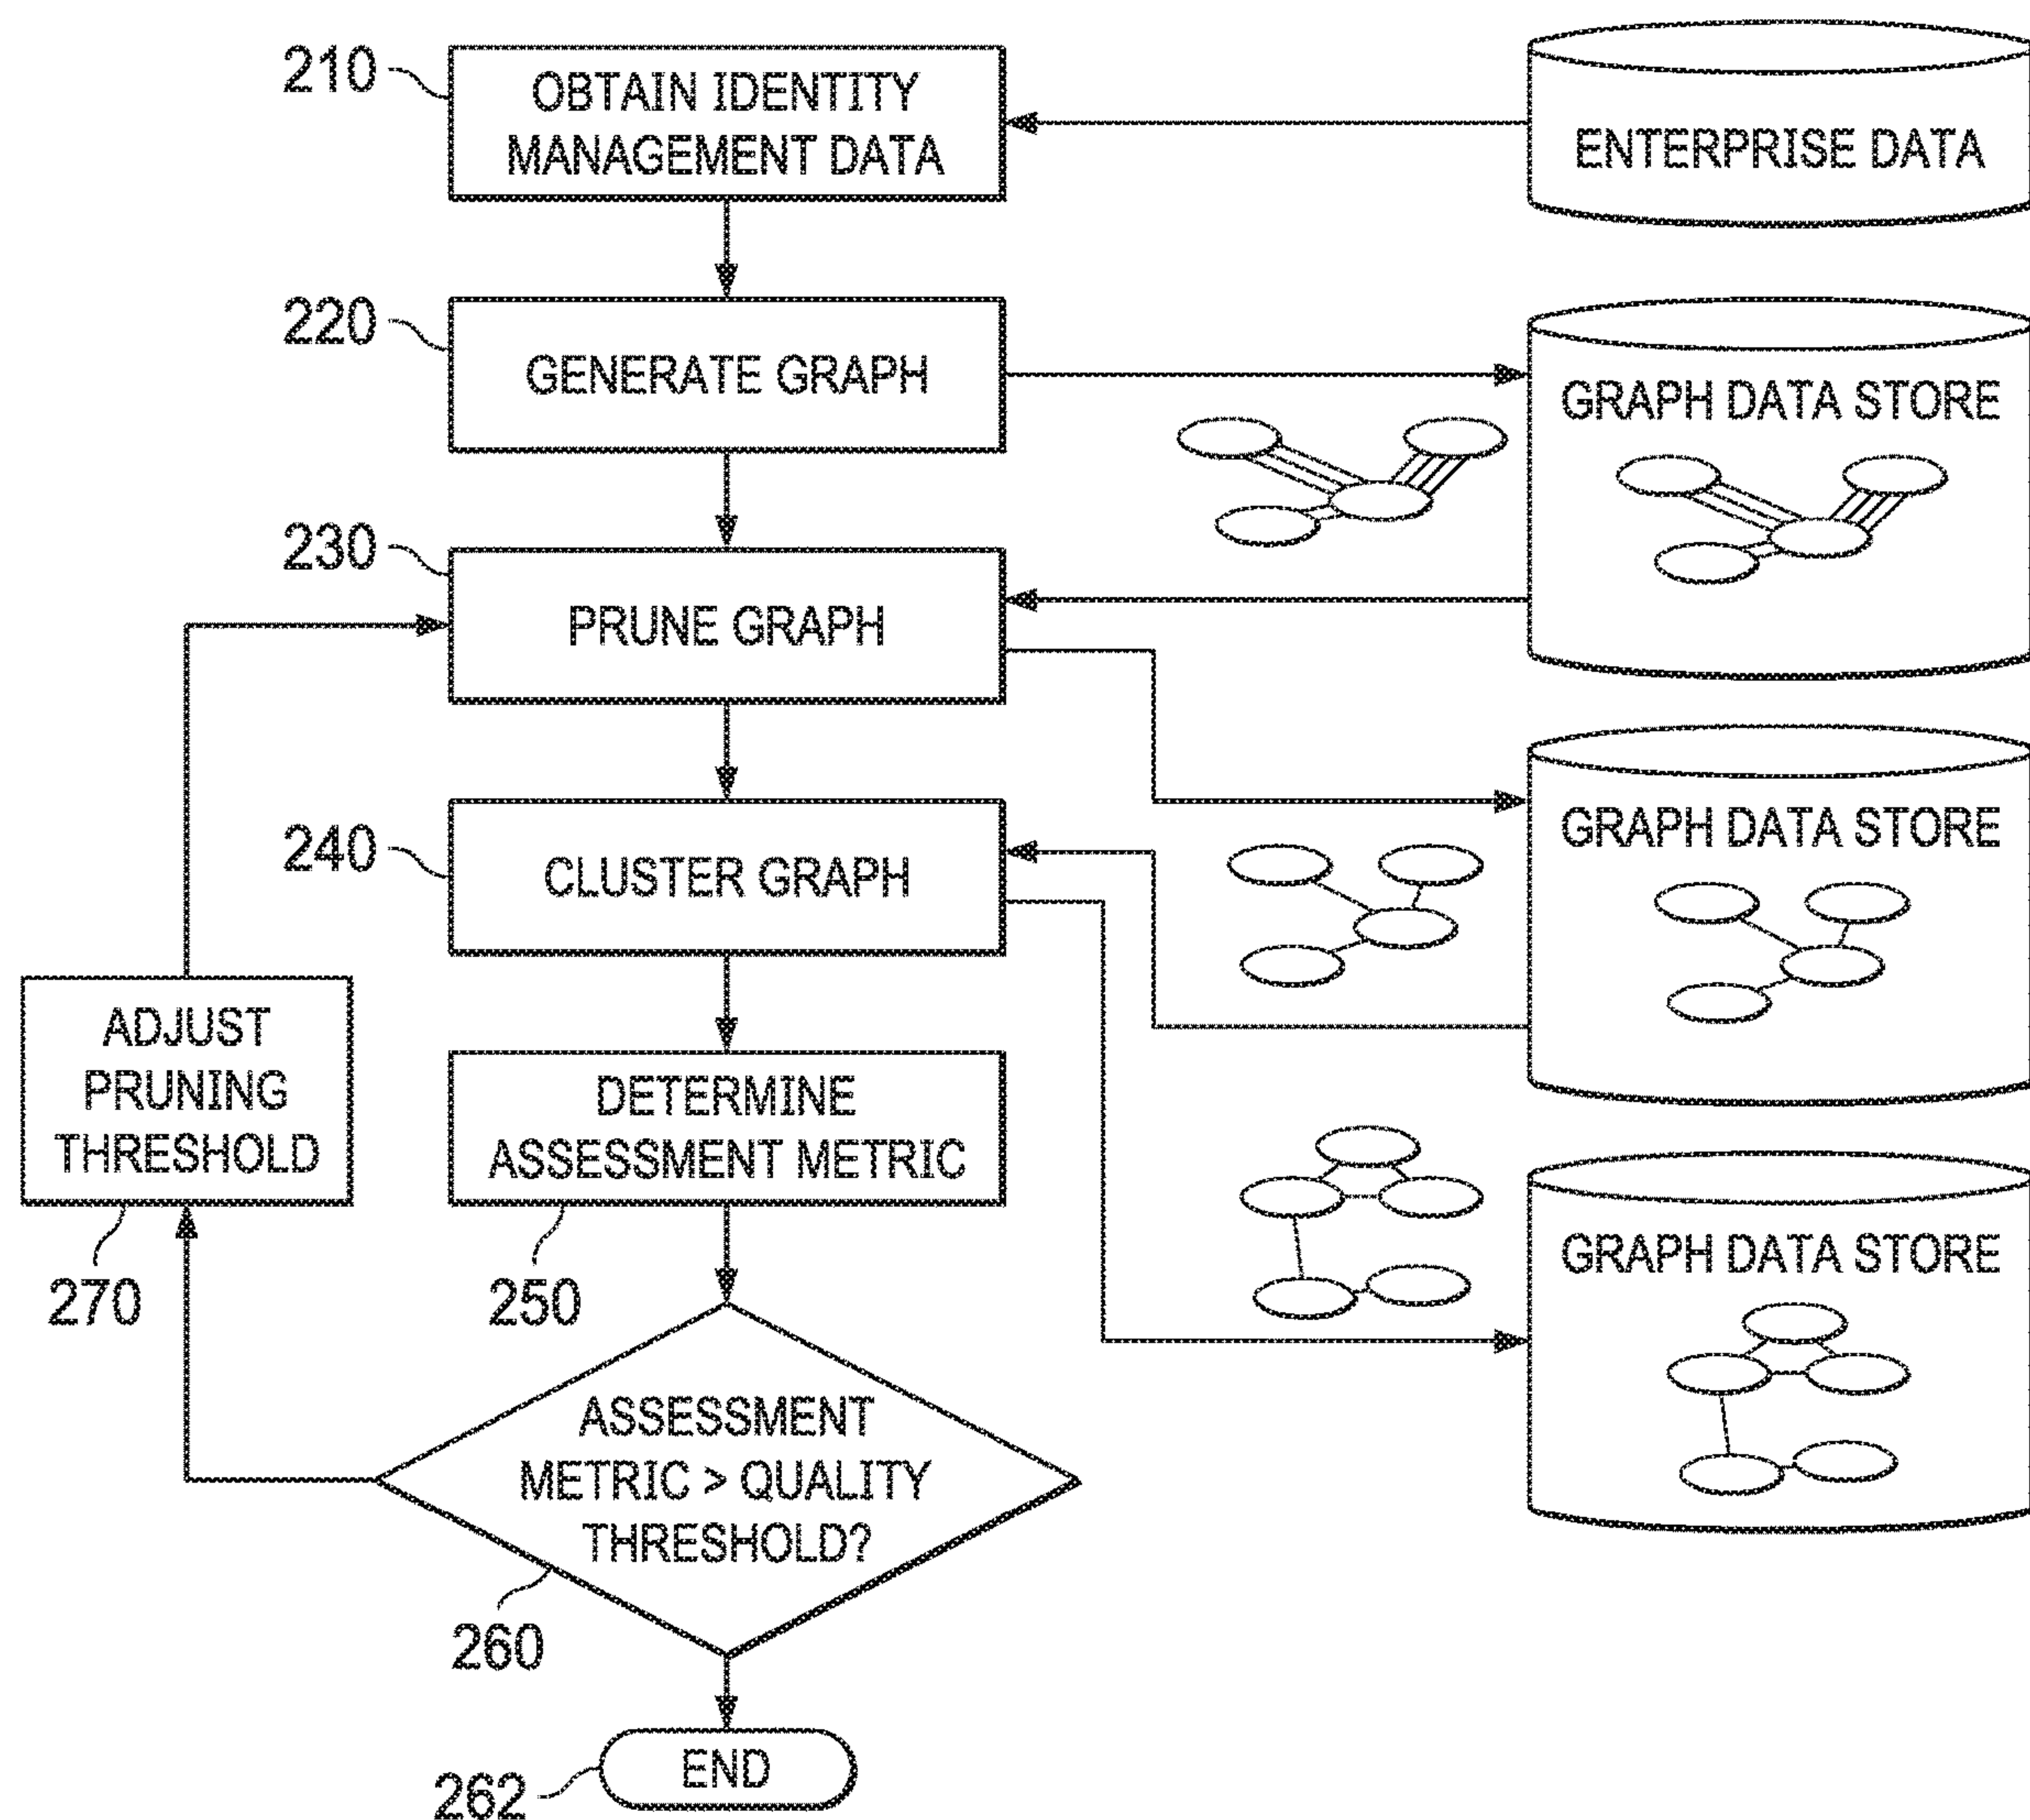 210
OBTAIN IDENTITY
MANAGEMENT DATA
ENTERPRISE DATA
220
GENERATE GRAPH
GRAPH DATA STORE
230
PRUNE GRAPH
240
CLUSTER GRAPH
GRAPH DATA STORE
ADJUST
PRUNING
THRESHOLD
270
DETERMINE
ASSESSMENT METRIC
250
GRAPH DATA STORE
ASSESSMENT
METRIC > QUALITY
THRESHOLD?
260
END
262